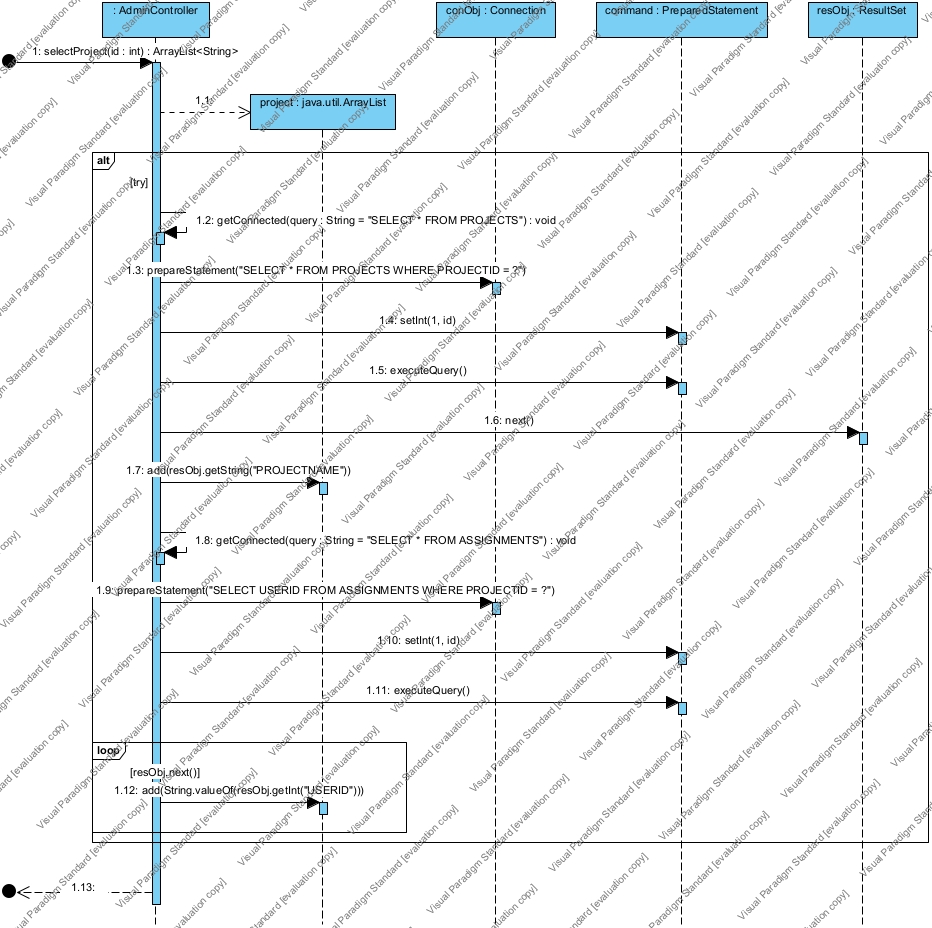 : AdminController
conObj : Connection
command : PreparedStatement
resObj : ResultSet
1: selectProject(id : int) : ArrayList<String>
1.1:
project : java.util.ArrayList
alt
[try]
1.2: getConnected(query : String = "SELECT * FROM PROJECTS") : void
1.3: prepareStatement("SELECT * FROM PROJECTS WHERE PROJECTID = ?")
1.4: setInt(1, id)
1.5: executeQuery()
1.6: next()
1.7: add(resObj.getString("PROJECTNAME"))
1.8: getConnected(query : String = "SELECT * FROM ASSIGNMENTS") : void
1.9: prepareStatement("SELECT USERID FROM ASSIGNMENTS WHERE PROJECTID = ?")
1.10: setInt(1, id)
1.11: executeQuery()
loop
[resObj.next()]
1.12: add(String.valueOf(resObj.getInt("USERID")))
1.13:
Visual Paradigm Standard [evaluation copy]